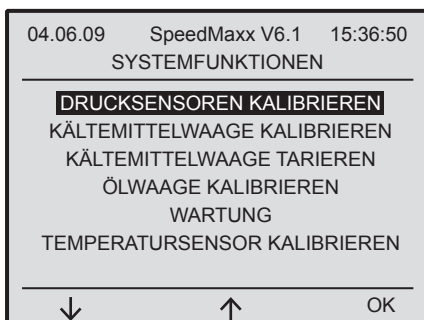 04.06.09 SpeedMaxx V6.1 15:36:50
SYSTEMFUNKTIONEN
DRUCKSENSOREN KALIBRIEREN
KÄLTEMITTELWAAGE KALIBRIEREN
KÄLTEMITTELWAAGE TARIEREN
ÖLWAAGE KALIBRIEREN
WARTUNG
TEMPERATURSENSOR KALIBRIEREN
↓ ↑ OK